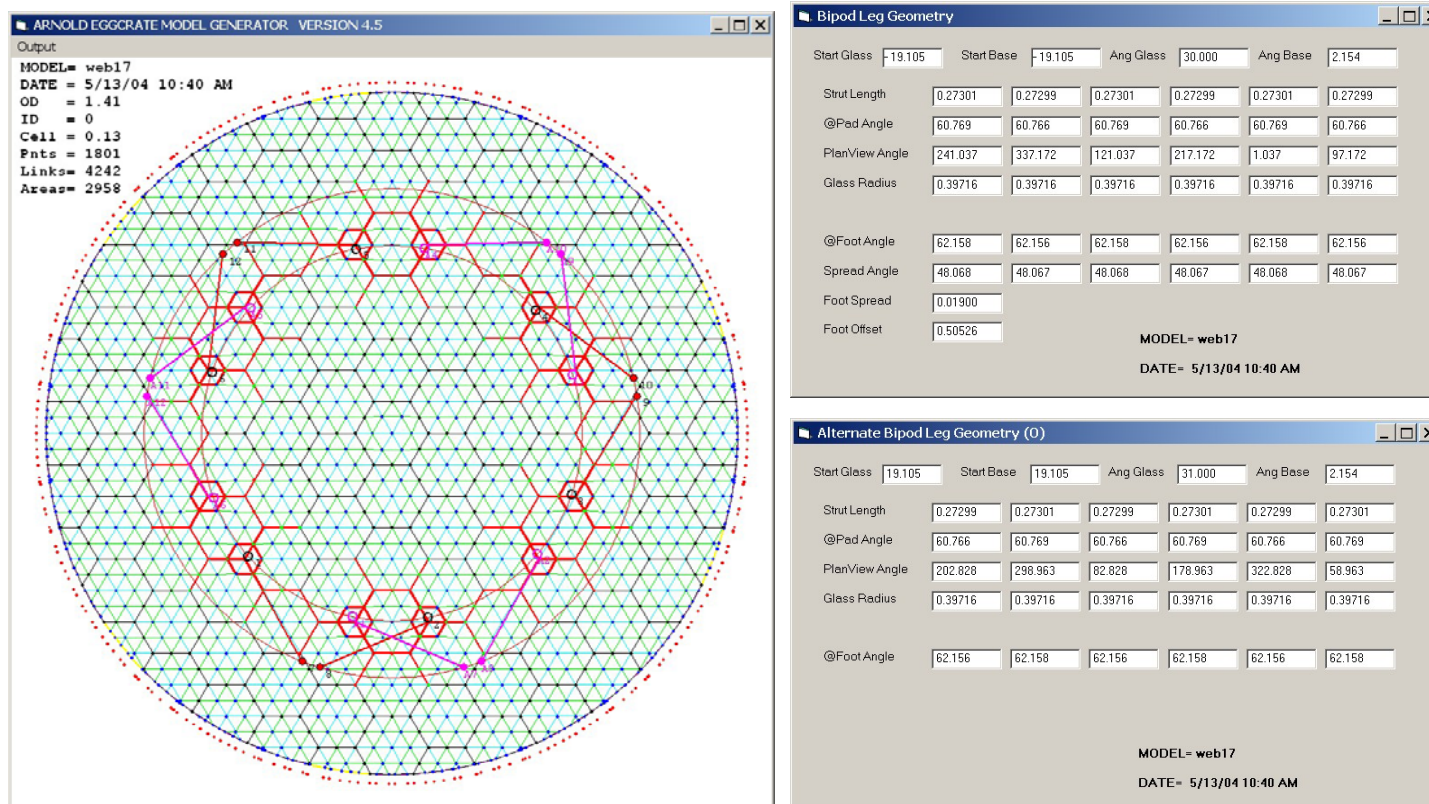 ARNOLD EGGCRATE MODEL GENERATOR VERSION 4.5
Output
MODEL= web17
DATE = 5/13/04 10:40 AM
OD = 1.41
ID = 0
Cell = 0.13
Pnts = 1801
Links= 4242
Areas= 2958
11
12
10
9
8
Bipod Leg Geometry
Start Glass -19.105 Start Base -19.105 Ang Glass 30.000 Ang Base 2.154
Strut Length 0.27301 0.27299 0.27301 0.27299 0.27301 0.27299
@Pad Angle 60.769 60.766 60.769 60.766 60.769 60.766
PlanView Angle 241.037 337.172 121.037 217.172 1.037 97.172
Glass Radius 0.39716 0.39716 0.39716 0.39716 0.39716 0.39716
@Foot Angle 62.158 62.156 62.158 62.156 62.158 62.156
Spread Angle 48.068 48.067 48.068 48.067 48.068 48.067
Foot Spread 0.01900
Foot Offset 0.50526
MODEL= web17
DATE= 5/13/04 10:40 AM
Alternate Bipod Leg Geometry (0)
Start Glass 19.105 Start Base 19.105 Ang Glass 31.000 Ang Base 2.154
Strut Length 0.27299 0.27301 0.27299 0.27301 0.27299 0.27301
@Pad Angle 60.766 60.769 60.766 60.769 60.766 60.769
PlanView Angle 202.828 298.963 82.828 178.963 322.828 58.963
Glass Radius 0.39716 0.39716 0.39716 0.39716 0.39716 0.39716
@Foot Angle 62.156 62.158 62.156 62.158 62.156 62.158
MODEL= web17
DATE= 5/13/04 10:40 AM